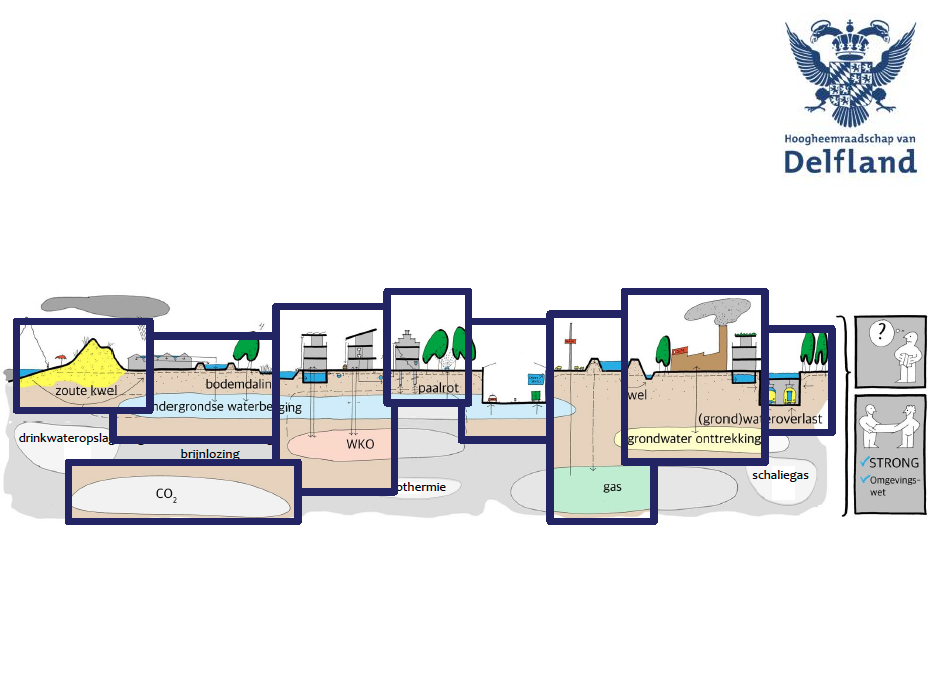 Hoogheemraadschap van
Delfland
?
zoute kwel
bodemdalin
paalrot
wel
ndergrondse waterberging
(grond)wateroverlast
drinkwateropslag
WKO
grondwater onttrekking
brijnlozing
schaliegas
othermie
gas
CO2
STRONG
Omgevings-
wet